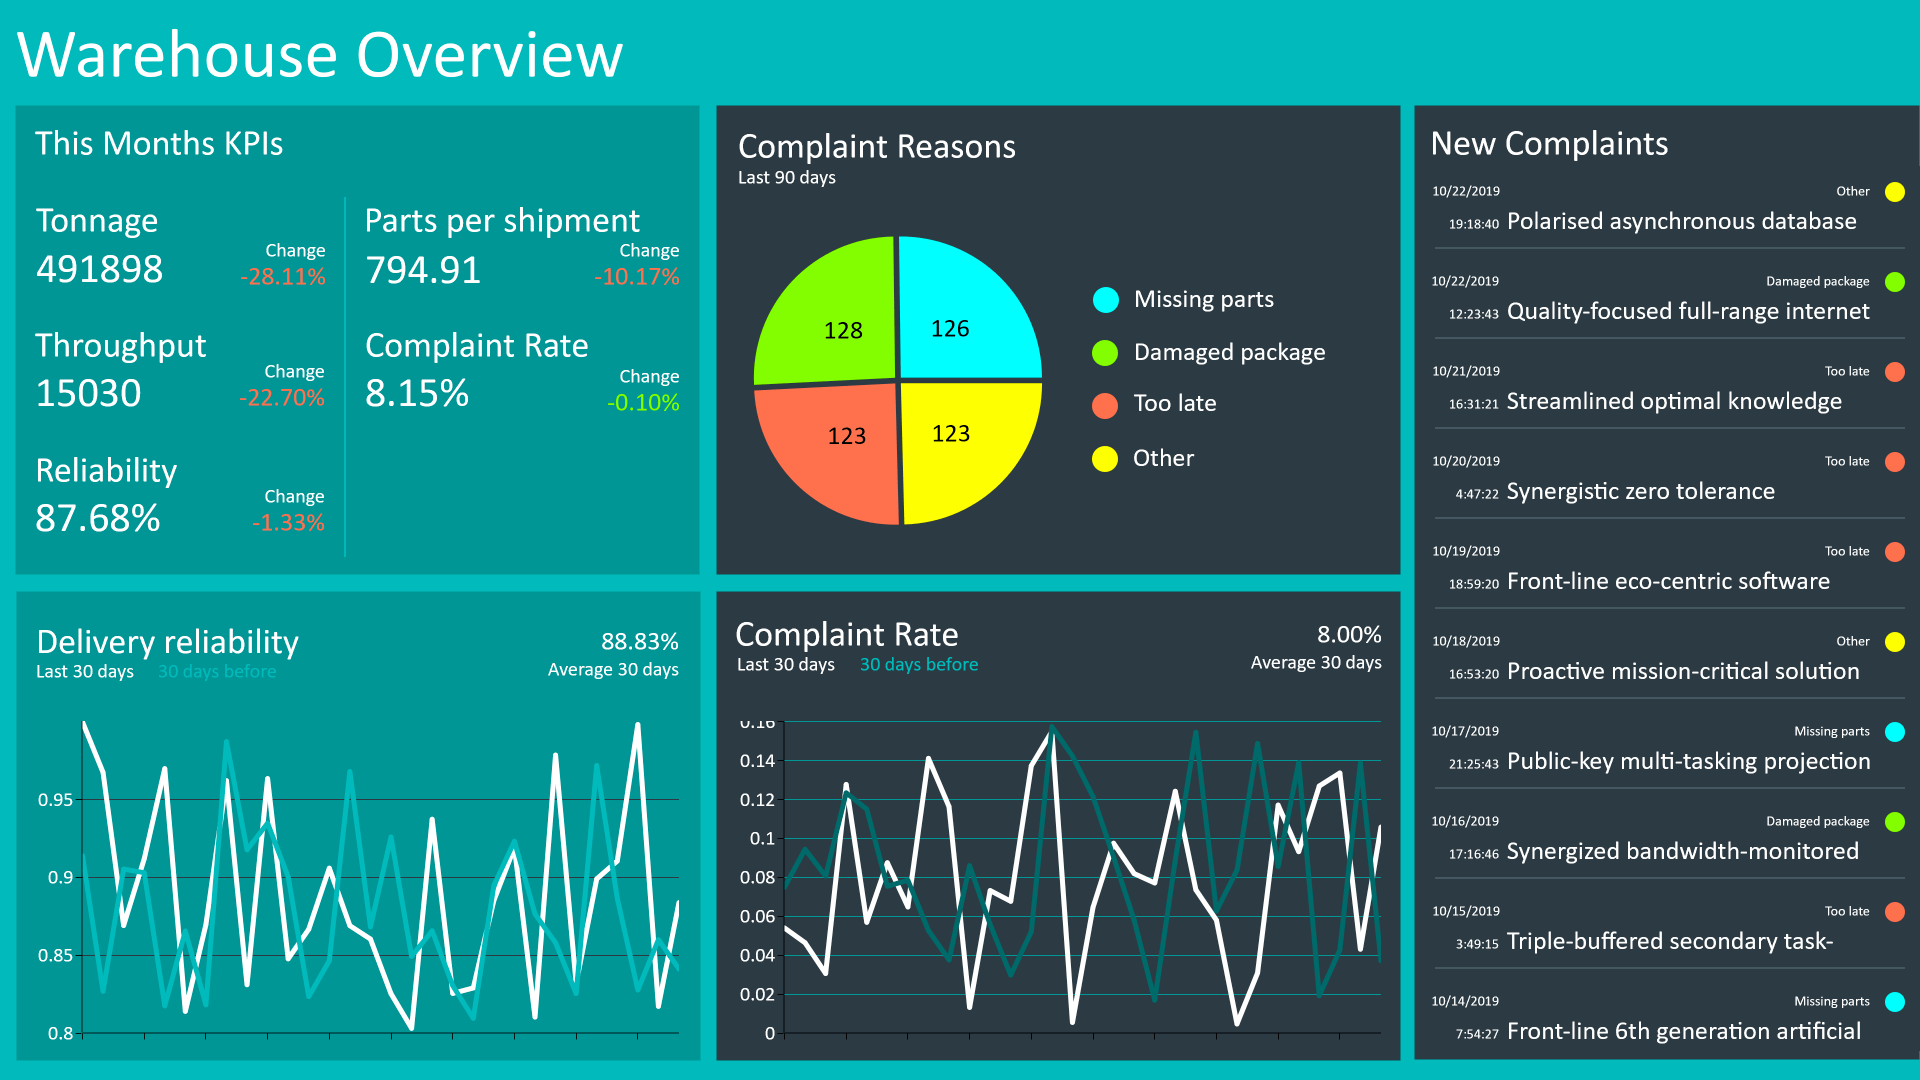 Warehouse Overview
This Months KPIs
Tonnage
491898
Change
-28.11%
Parts per shipment
794.91
Change
-10.17%
Throughput
15030
Change
-22.70%
Complaint Rate
8.15%
Change
-0.10%
Reliability
87.68%
Change
-1.33%
Complaint Reasons
Last 90 days
128
126
123
123
Missing parts
Damaged package
Too late
Other
Delivery reliability
Last 30 days 30 days before
88.83%
Average 30 days
0.95
0.9
0.85
0.8
Complaint Rate
Last 30 days 30 days before
8.00%
Average 30 days
0.16
0.14
0.12
0.1
0.08
0.06
0.04
0.02
0
New Complaints
10/22/2019 Other
19:18:40 Polarised asynchronous database
10/22/2019 Damaged package
12:23:43 Quality-focused full-range internet
10/21/2019 Too late
16:31:21 Streamlined optimal knowledge
10/20/2019 Too late
4:47:22 Synergistic zero tolerance
10/19/2019 Too late
18:59:20 Front-line eco-centric software
10/18/2019 Other
16:53:20 Proactive mission-critical solution
10/17/2019 Missing parts
21:25:43 Public-key multi-tasking projection
10/16/2019 Damaged package
17:16:46 Synergized bandwidth-monitored
10/15/2019 Too late
3:49:15 Triple-buffered secondary task-
10/14/2019 Missing parts
7:54:27 Front-line 6th generation artificial